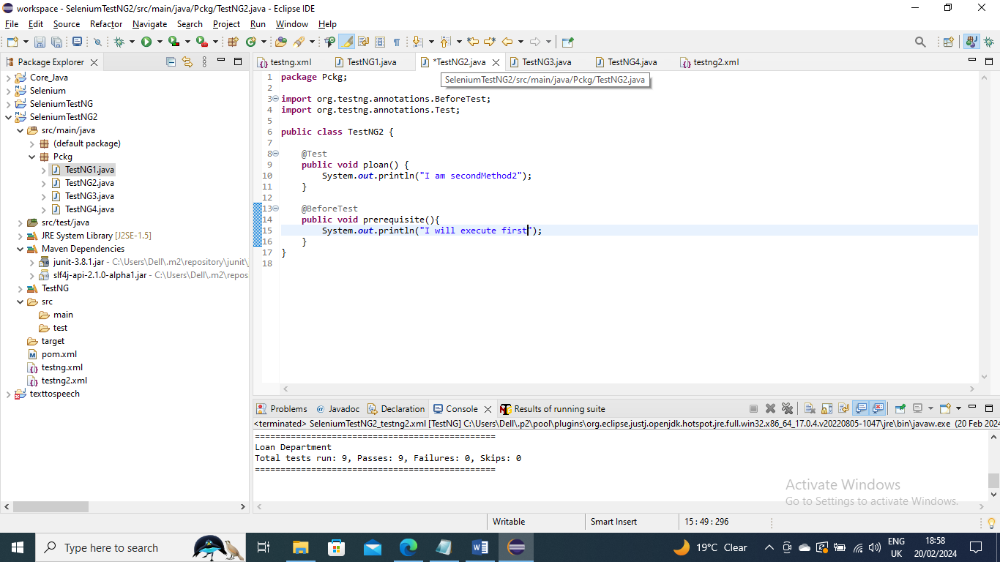 workspace - SeleniumTestNG2/src/main/java/Pckg/TestNG2.java - Eclipse IDE
File Edit Source Refactor Navigate Search Project Run Window Help
Package Explorer
Core_Java
Selenium
SeleniumTestNG
SeleniumTestNG2
src/main/java
(default package)
Pckg
TestNG1.java
TestNG2.java
TestNG3.java
TestNG4.java
src/test/java
JRE System Library [J2SE-1.5]
Maven Dependencies
junit-3.8.1.jar - C:\Users\Dell\.m2\repository\junit\
slf4j-api-2.1.0-alpha1.jar - C:\Users\Dell\.m2\repos
TestNG
src
main
test
target
pom.xml
testng.xml
testng2.xml
texttospeech
testng.xml TestNG1.java *TestNG2.java TestNG3.java TestNG4.java testng2.xml
SeleniumTestNG2/src/main/java/Pckg/TestNG2.java
1 package Pckg;
2
3 import org.testng.annotations.BeforeTest;
4 import org.testng.annotations.Test;
5
6 public class TestNG2 {
7
8 @Test
9 public void ploan() {
10 System.out.println("I am secondMethod2");
11 }
12
13 @BeforeTest
14 public void prerequisite(){
15 System.out.println("I will execute first");
16 }
17 }
18
Problems @ Javadoc Declaration Console Results of running suite
<terminated> SeleniumTestNG2_testng2.xml [TestNG] C:\Users\Dell\.p2\pool\plugins\org.eclipse.justj.openjdk.hotspot.jre.full.win32.x86_64_17.0.4.v20220805-1047\jre\bin\javaw.exe (20 Feb 2024
===============================================
Loan Department
Total tests run: 9, Passes: 9, Failures: 0, Skips: 0
===============================================
Activate Windows
Go to Settings to activate Windows.
Writable Smart Insert 15 : 49 : 296
Type here to search
19°C Clear
ENG
UK
18:58
20/02/2024